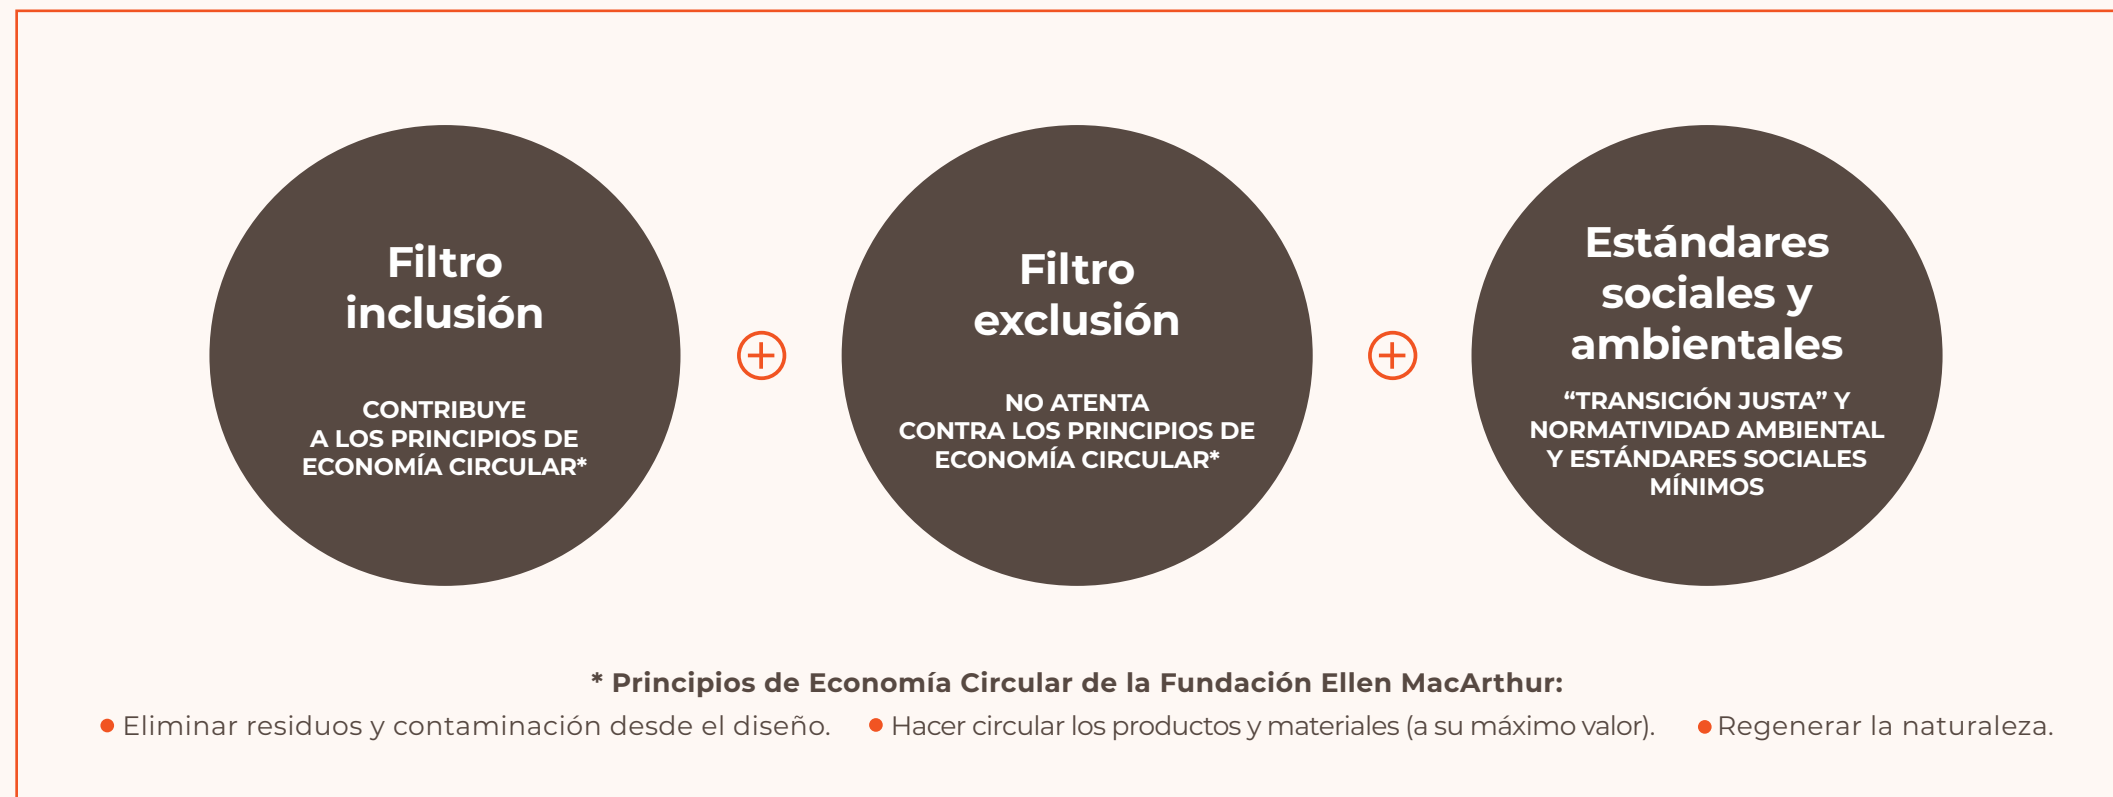 Filtro
inclusión
CONTRIBUYE
A LOS PRINCIPIOS DE
ECONOMÍA CIRCULAR*
Filtro
exclusión
NO ATENTA
CONTRA LOS PRINCIPIOS DE
ECONOMÍA CIRCULAR*
Estándares
sociales y
ambientales
“TRANSICIÓN JUSTA” Y
NORMATIVIDAD AMBIENTAL
Y ESTÁNDARES SOCIALES
MÍNIMOS
* Principios de Economía Circular de la Fundación Ellen MacArthur:
● Eliminar residuos y contaminación desde el diseño. ● Hacer circular los productos y materiales (a su máximo valor). ● Regenerar la naturaleza.